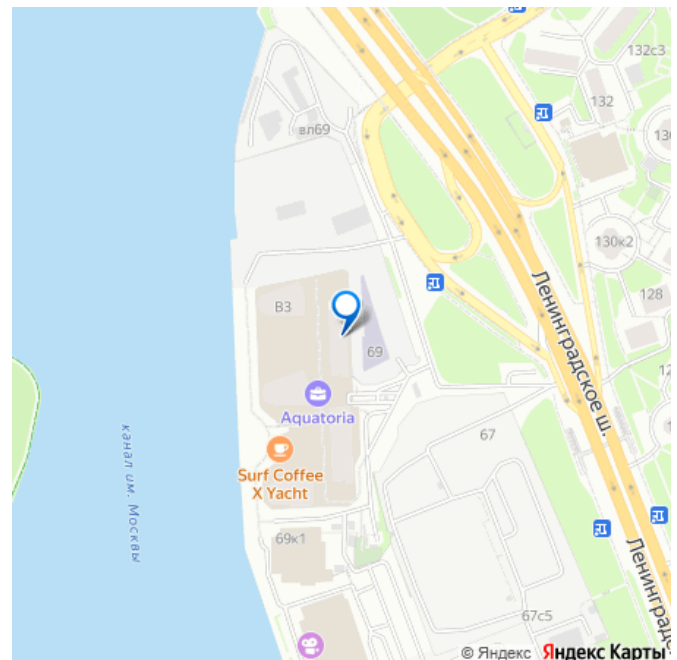 132с3
132
вл69
130к2
128
В3
69
Ленинградское ш.
Aquatoria
67
Surf Coffee
X Yacht
канал им. Москвы
69к1
67с5
© Яндекс Яндекс Карты